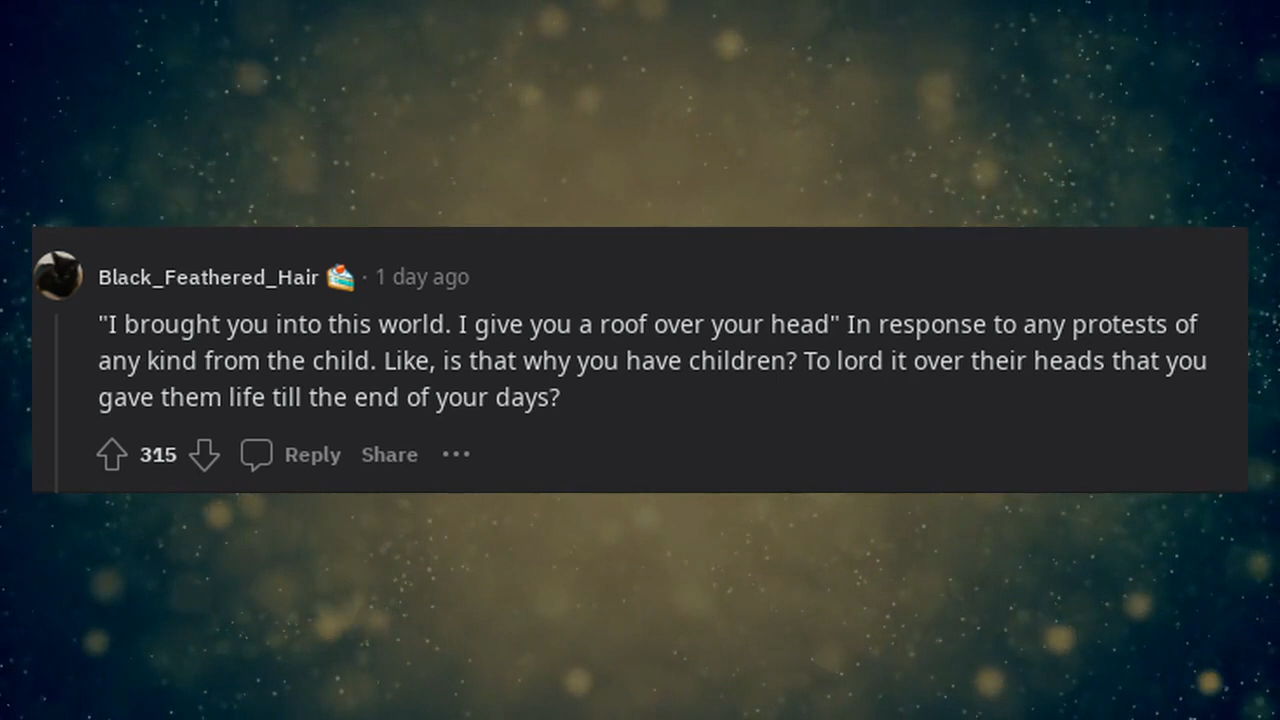 Black_Feathered_Hair 🍰 · 1 day ago
"I brought you into this world. I give you a roof over your head" In response to any protests of
any kind from the child. Like, is that why you have children? To lord it over their heads that you
gave them life till the end of your days?
315 Reply Share ···